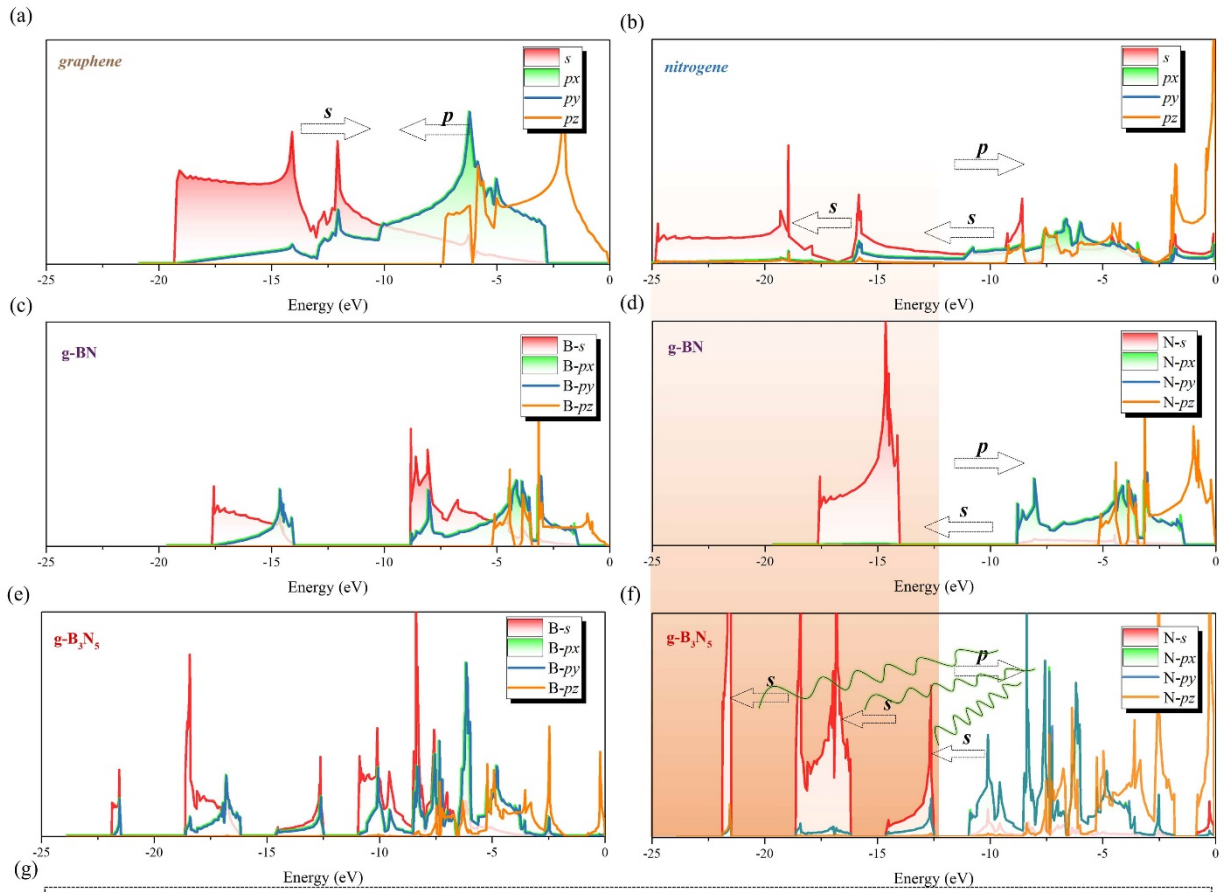 (a)
graphene
s
px
py
pz
s
p
-25 -20 -15 -10 -5 0
Energy (eV)
(b)
nitrogene
s
px
py
pz
p
s
s
-25 -20 -15 -10 -5 0
Energy (eV)
(c)
g-BN
B-s
B-px
B-py
B-pz
-25 -20 -15 -10 -5 0
Energy (eV)
(d)
g-BN
N-s
N-px
N-py
N-pz
p
s
-25 -20 -15 -10 -5 0
Energy (eV)
(e)
g-B₃N₅
B-s
B-px
B-py
B-pz
-25 -20 -15 -10 -5 0
Energy (eV)
(f)
g-B₃N₅
N-s
N-px
N-py
N-pz
p
s
s
s
-25 -20 -15 -10 -5 0
Energy (eV)
(g)